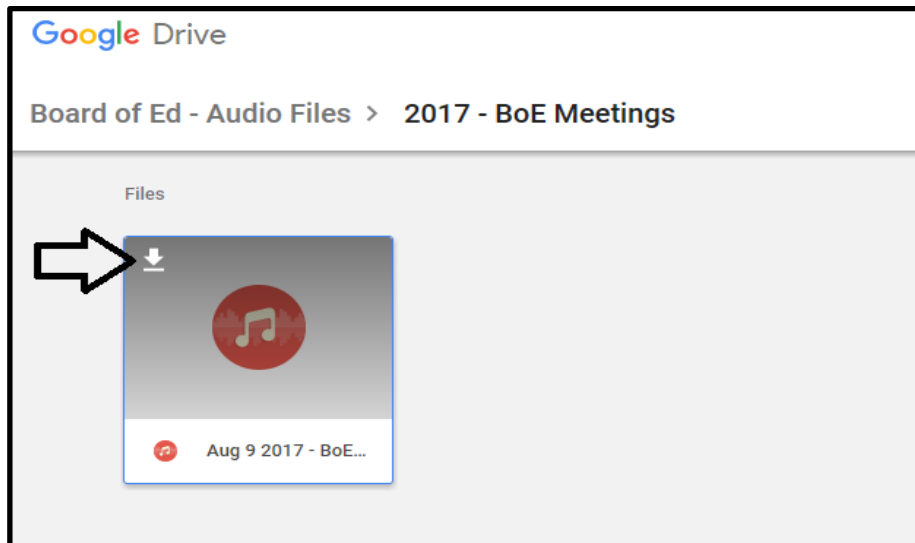 Google Drive
Board of Ed - Audio Files > 2017 - BoE Meetings
Files
Aug 9 2017 - BoE...